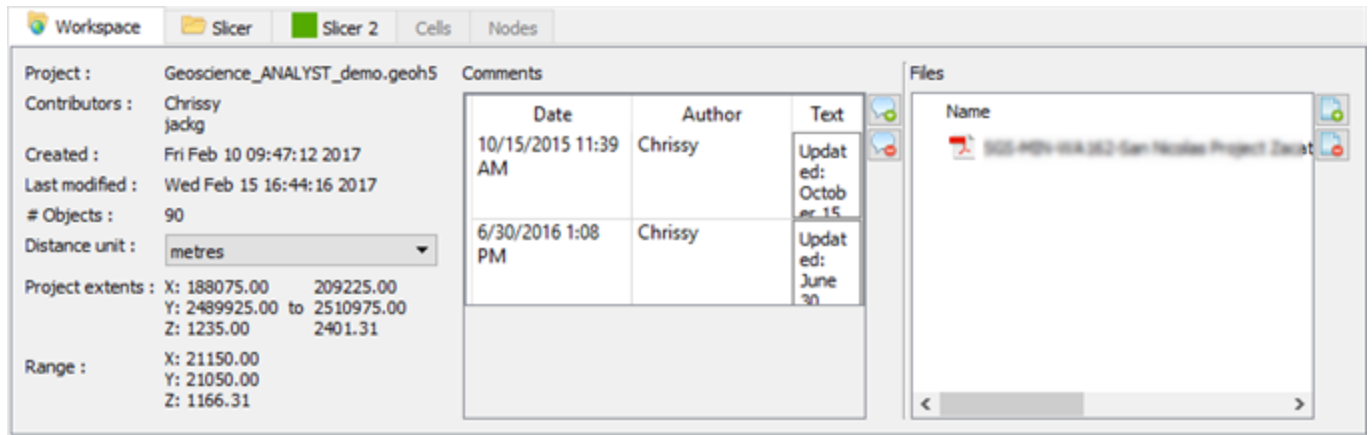 Workspace Slicer Slicer 2 Cells Nodes
Project : Geoscience_ANALYST_demo.geoh5
Contributors : Chrissy
jackg
Created : Fri Feb 10 09:47:12 2017
Last modified : Wed Feb 15 16:44:16 2017
# Objects : 90
Distance unit : metres
Project extents : X: 188075.00 209225.00
Y: 2489925.00 to 2510975.00
Z: 1235.00 2401.31
Range : X: 21150.00
Y: 21050.00
Z: 1166.31
Comments
Date Author Text
10/15/2015 11:39 Chrissy Updat
AM ed:
Octob
er 15
6/30/2016 1:08 Chrissy Updat
PM ed:
June
30
Files
Name